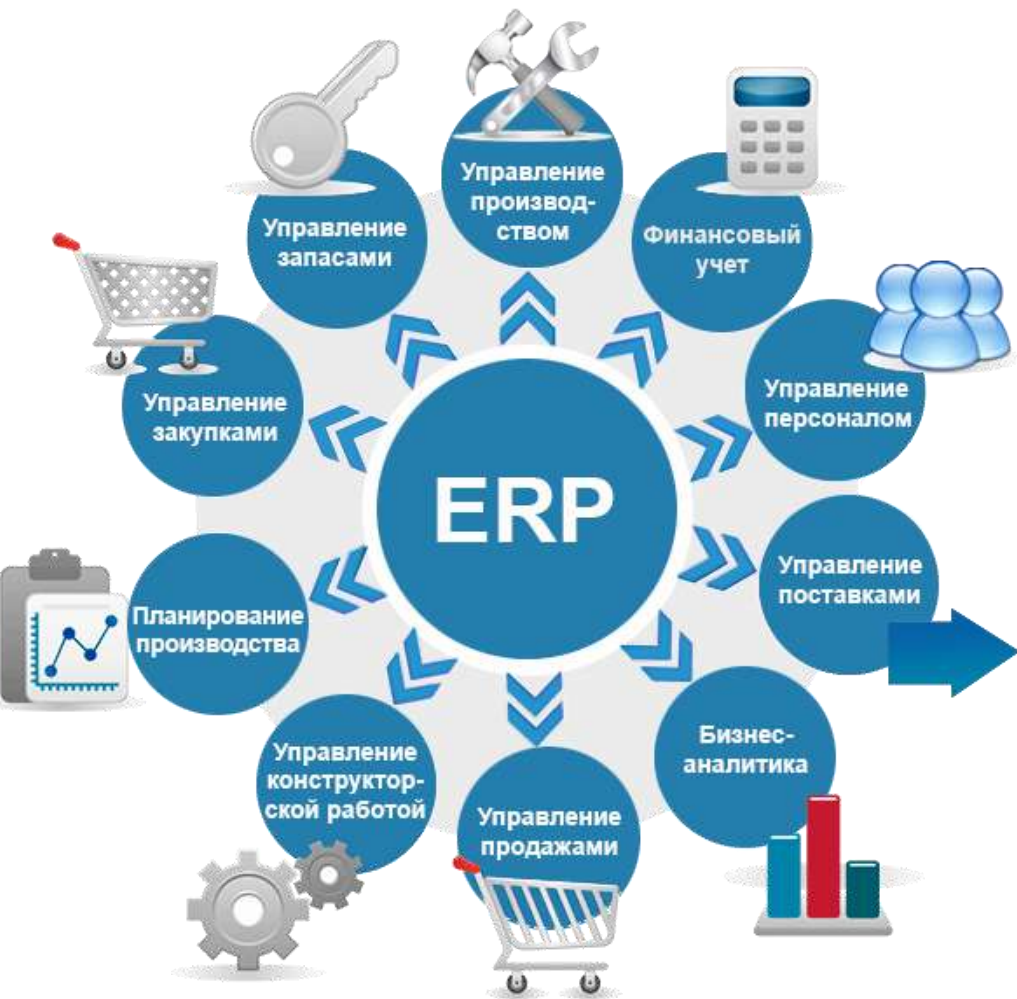 Управление
производ-
ством
Финансовый
учет
Управление
персоналом
Управление
поставками
Бизнес-
аналитика
Управление
продажами
Управление
конструктор-
ской работой
Планирование
производства
Управление
закупками
Управление
запасами
ERP